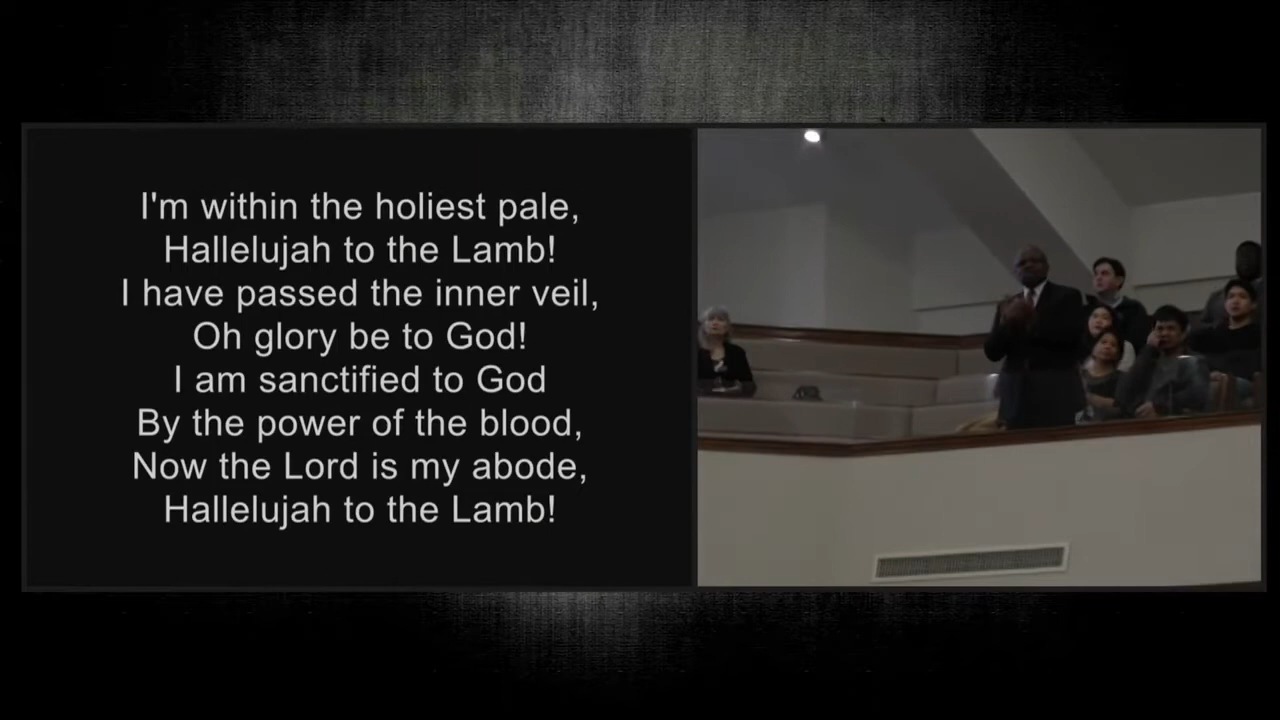 I'm within the holiest pale,
Hallelujah to the Lamb!
I have passed the inner veil,
Oh glory be to God!
I am sanctified to God
By the power of the blood,
Now the Lord is my abode,
Hallelujah to the Lamb!